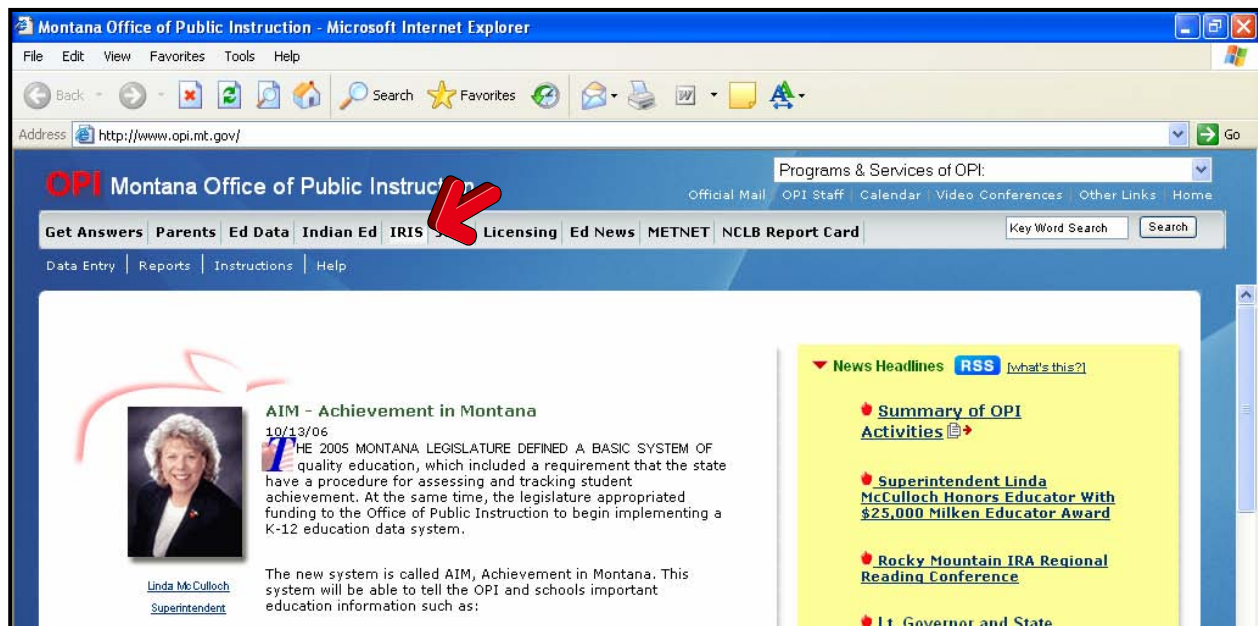 Montana Office of Public Instruction - Microsoft Internet Explorer
File Edit View Favorites Tools Help
Back Search Favorites
Address http://www.opi.mt.gov/ Go
OPI Montana Office of Public Instruction
Programs & Services of OPI:
Official Mail OPI Staff Calendar Video Conferences Other Links Home
Get Answers Parents Ed Data Indian Ed IRIS Licensing Ed News METNET NCLB Report Card Key Word Search Search
Data Entry Reports Instructions Help
News Headlines RSS [what's this?]
Summary of OPI
Activities
Superintendent Linda
McCulloch Honors Educator With
$25,000 Milken Educator Award
Rocky Mountain IRA Regional
Reading Conference
Lt. Governor and State
AIM - Achievement in Montana
10/13/06
THE 2005 MONTANA LEGISLATURE DEFINED A BASIC SYSTEM OF
quality education, which included a requirement that the state
have a procedure for assessing and tracking student
achievement. At the same time, the legislature appropriated
funding to the Office of Public Instruction to begin implementing a
K-12 education data system.
The new system is called AIM, Achievement in Montana. This
system will be able to tell the OPI and schools important
education information such as:
Linda McCulloch
Superintendent